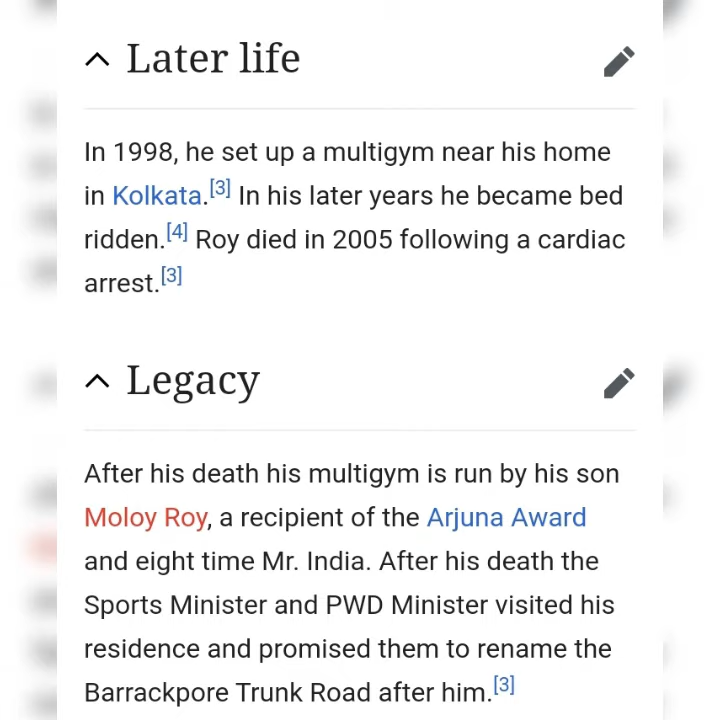 Later life
In 1998, he set up a multigym near his home
in Kolkata.[3] In his later years he became bed
ridden.[4] Roy died in 2005 following a cardiac
arrest.[3]
Legacy
After his death his multigym is run by his son
Moloy Roy, a recipient of the Arjuna Award
and eight time Mr. India. After his death the
Sports Minister and PWD Minister visited his
residence and promised them to rename the
Barrackpore Trunk Road after him.[3]